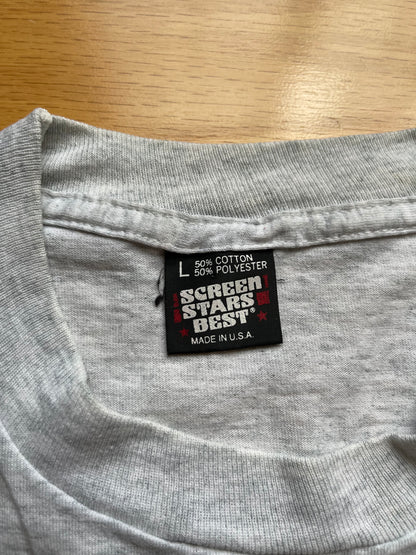 L 50% COTTON
50% POLYESTER
SCREEN
STARS
BEST®
MADE IN U.S.A.